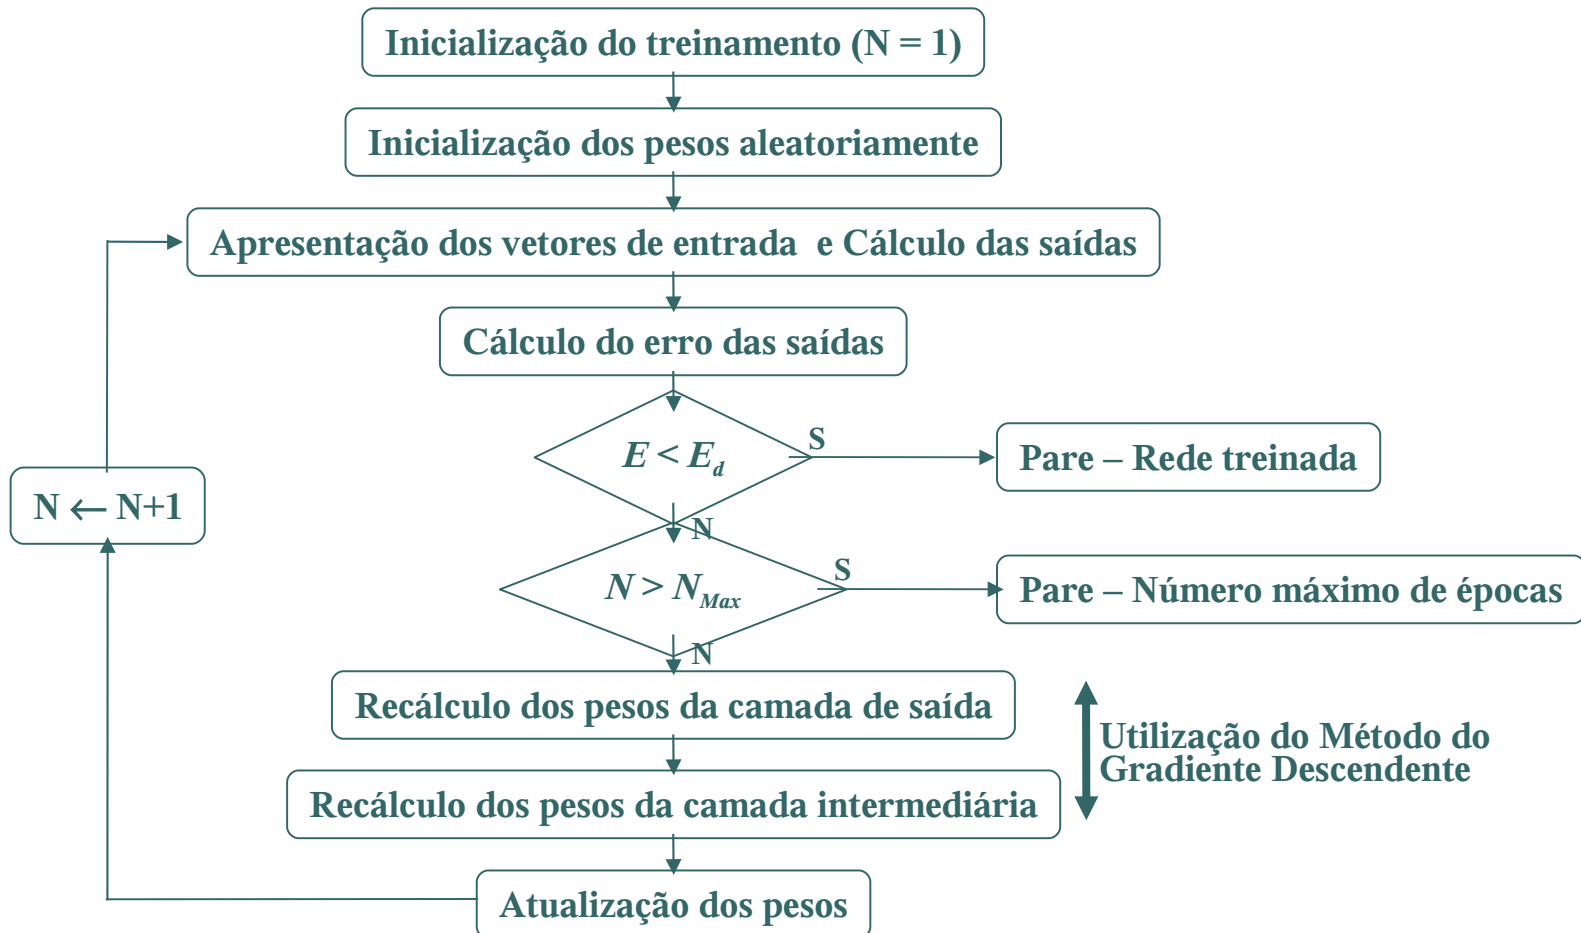 Inicialização do treinamento (N = 1)
Inicialização dos pesos aleatoriamente
Apresentação dos vetores de entrada e Cálculo das saídas
Cálculo do erro das saídas
E < E_d
S
Pare – Rede treinada
N ← N+1
N
N > N_Max
S
Pare – Número máximo de épocas
N
Recálculo dos pesos da camada de saída
Utilização do Método do
Gradiente Descendente
Recálculo dos pesos da camada intermediária
Atualização dos pesos